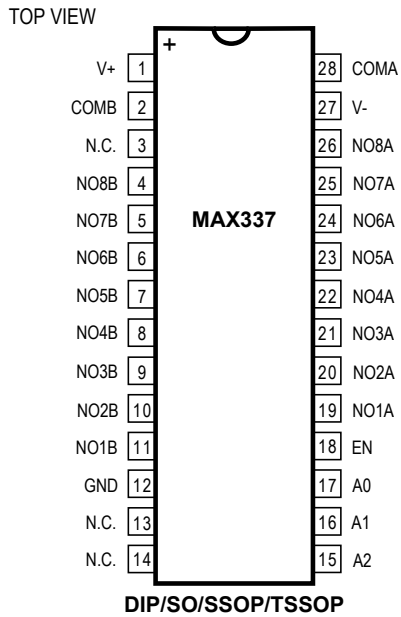 TOP VIEW
+
V+ 1 28 COMA
COMB 2 27 V-
N.C. 3 26 NO8A
NO8B 4 25 NO7A
NO7B 5 MAX337 24 NO6A
NO6B 6 23 NO5A
NO5B 7 22 NO4A
NO4B 8 21 NO3A
NO3B 9 20 NO2A
NO2B 10 19 NO1A
NO1B 11 18 EN
GND 12 17 A0
N.C. 13 16 A1
N.C. 14 15 A2
DIP/SO/SSOP/TSSOP